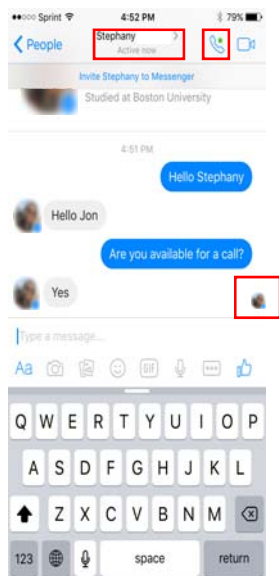 Sprint 4:52 PM 79%
People Stephany
Active now
Invite Stephany to Messenger
Studied at Boston University
4:51 PM
Hello Stephany
Hello Jon
Are you available for a call?
Yes
Type a message...
Aa GIF
Q W E R T Y U I O P
A S D F G H J K L
Z X C V B N M
123 space return